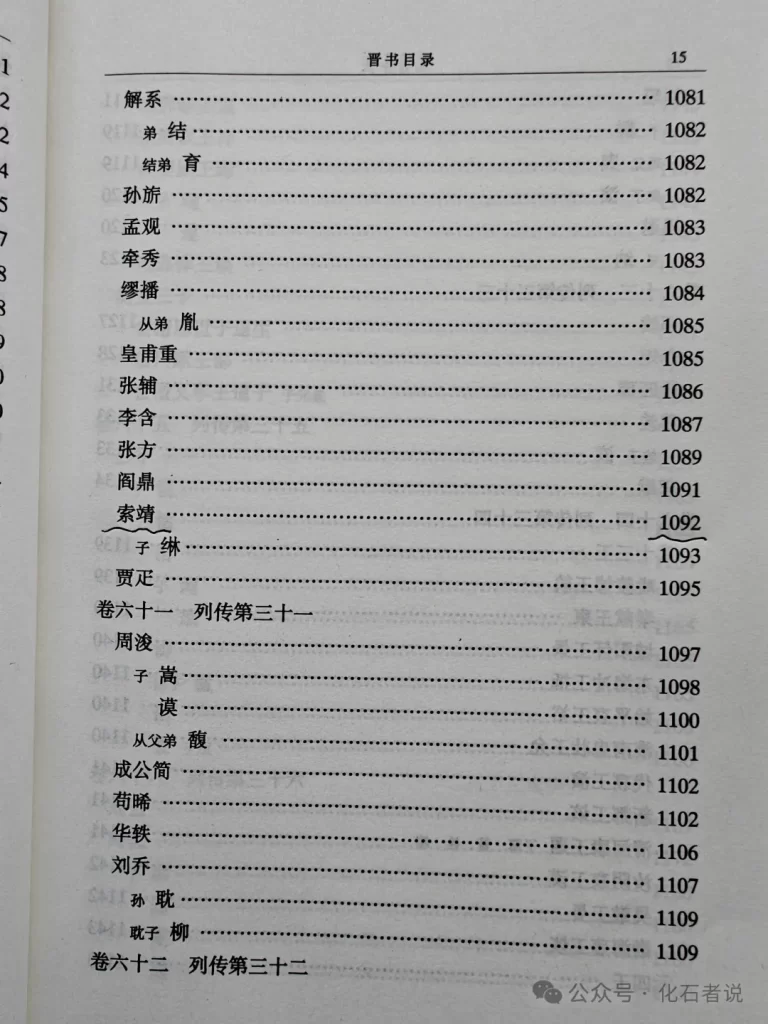 晋书目录 15
解系 1081
弟 结 1082
结弟 育 1082
孙旂 1082
孟观 1083
牵秀 1083
缪播 1084
从弟 胤 1085
皇甫重 1085
张辅 1086
李含 1087
张方 1089
阎鼎 1091
索靖 1092
子 綝 1093
贾疋 1095
卷六十一 列传第三十一
周浚 1097
子 嵩 1098
谟 1100
从父弟 馥 1101
成公简 1102
苟晞 1102
华轶 1106
刘乔 1107
孙 耽 1109
耽子 柳 1109
卷六十二 列传第三十二
公众号 · 化石者说